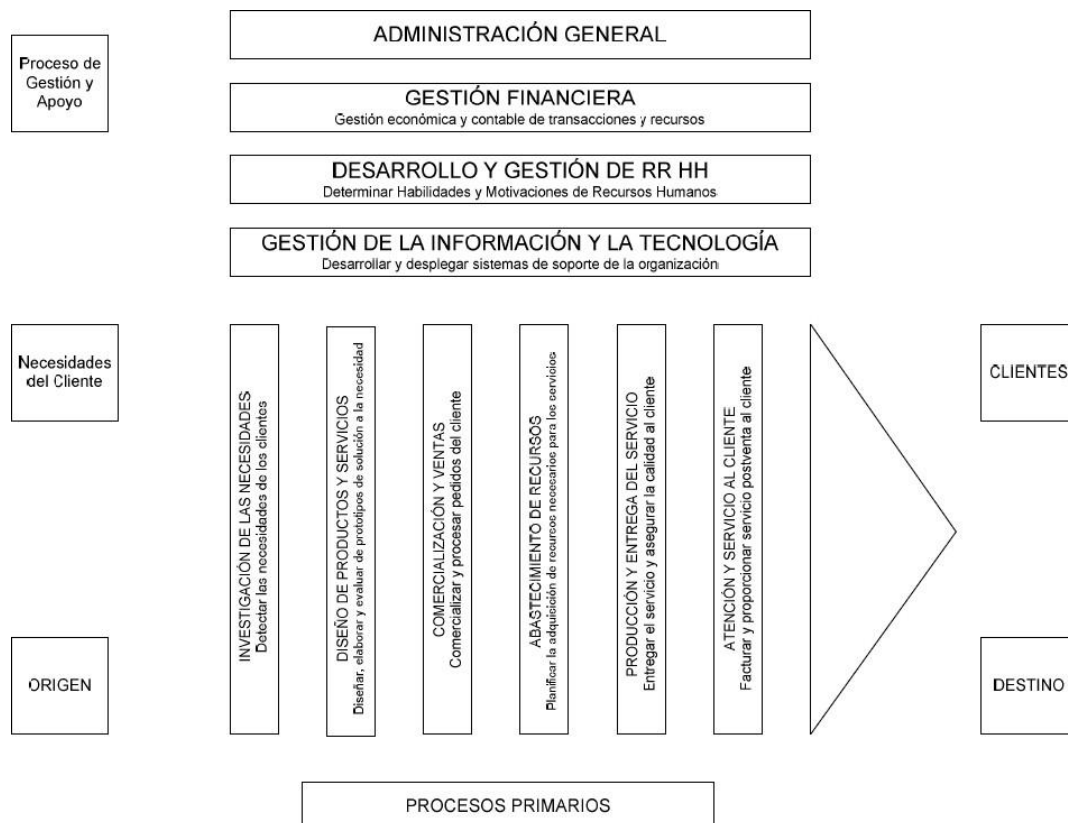 ADMINISTRACIÓN GENERAL
Proceso de
Gestión y
Apoyo
GESTIÓN FINANCIERA
Gestión económica y contable de transacciones y recursos
DESARROLLO Y GESTIÓN DE RR HH
Determinar Habilidades y Motivaciones de Recursos Humanos
GESTIÓN DE LA INFORMACIÓN Y LA TECNOLOGÍA
Desarrollar y desplegar sistemas de soporte de la organización
Necesidades
del Cliente
ORIGEN
INVESTIGACIÓN DE LAS NECESIDADES
Detectar las necesidades de los clientes
DISEÑO DE PRODUCTOS Y SERVICIOS
Diseñar, elaborar y evaluar de prototipos de solución a la necesidad
COMERCIALIZACIÓN Y VENTAS
Comercializar y procesar pedidos del cliente
ABASTECIMIENTO DE RECURSOS
Planificar la adquisición de recursos necesarios para los servicios
PRODUCCIÓN Y ENTREGA DEL SERVICIO
Entregar el servicio y asegurar la calidad al cliente
ATENCIÓN Y SERVICIO AL CLIENTE
Facturar y proporcionar servicio postventa al cliente
CLIENTES
DESTINO
PROCESOS PRIMARIOS